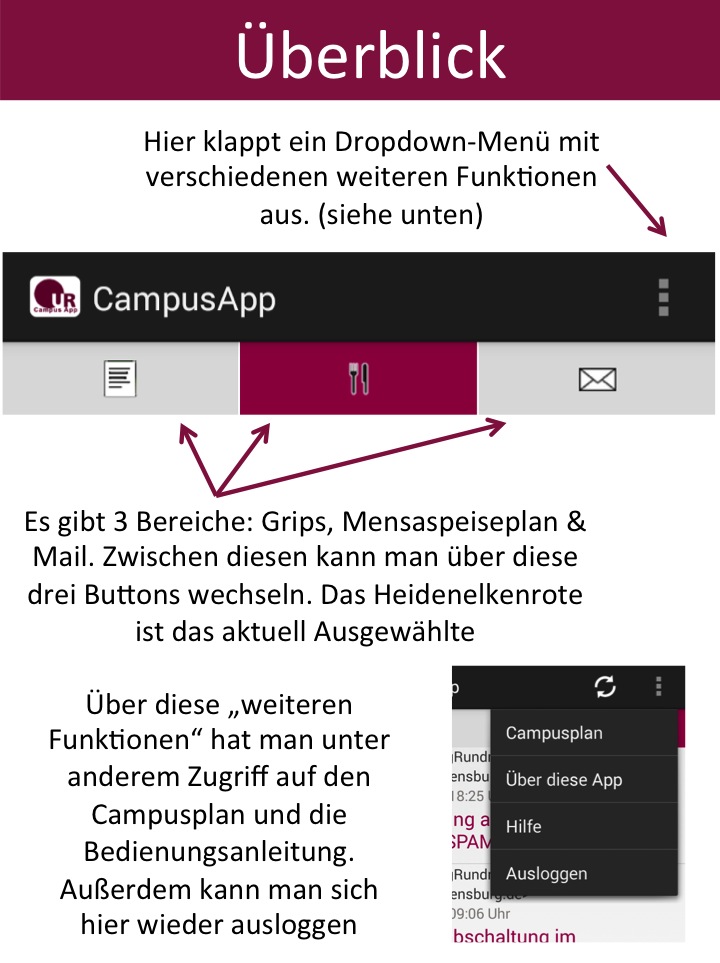 Überblick
Hier klappt ein Dropdown-Menü mit
verschiedenen weiteren Funktionen
aus. (siehe unten)
UR
Campus App
CampusApp
Es gibt 3 Bereiche: Grips, Mensaspeiseplan &
Mail. Zwischen diesen kann man über diese
drei Buttons wechseln. Das Heidenelkenrote
ist das aktuell Ausgewählte
Über diese „weiteren
Funktionen“ hat man unter
anderem Zugriff auf den
Campusplan und die
Bedienungsanleitung.
Außerdem kann man sich
hier wieder ausloggen
p
Campusplan
Über diese App
Hilfe
Ausloggen
gRundr
ensbu
18:25 U
ng a
SPAM
gRundr
ensburg.de>
09:06 Uhr
bschaltung im